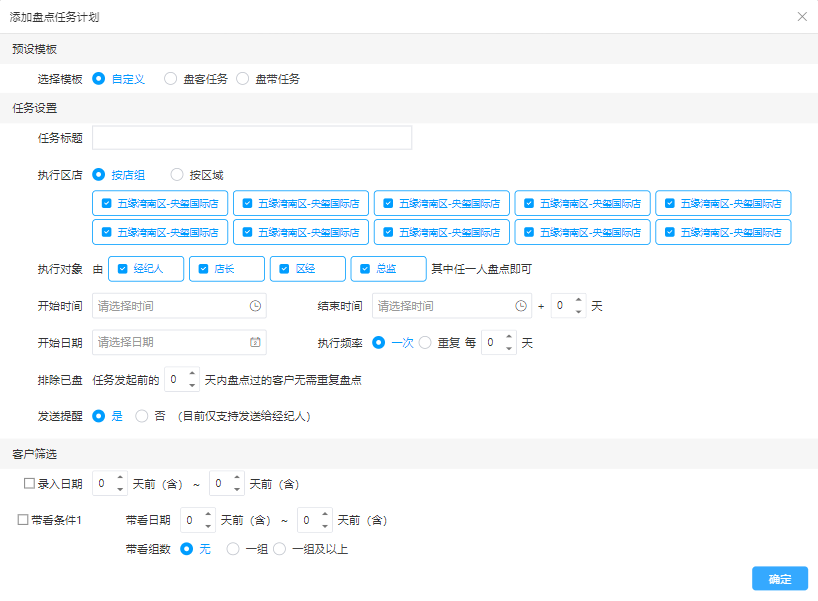 添加盘点任务计划
预设模板
选择模板 自定义 盘客任务 盘带任务
任务设置
任务标题
执行区店 按店组 按区域
五缘湾南区-央玺国际店 五缘湾南区-央玺国际店 五缘湾南区-央玺国际店 五缘湾南区-央玺国际店 五缘湾南区-央玺国际店
五缘湾南区-央玺国际店 五缘湾南区-央玺国际店 五缘湾南区-央玺国际店 五缘湾南区-央玺国际店 五缘湾南区-央玺国际店
执行对象 由 经纪人 店长 区经 总监 其中任一人盘点即可
开始时间 请选择时间 结束时间 请选择时间 + 0 天
开始日期 请选择日期 执行频率 一次 重复 每 0 天
排除已盘 任务发起前的 0 天内盘点过的客户无需重复盘点
发送提醒 是 否 (目前仅支持发送给经纪人)
客户筛选
录入日期 0 天前(含) ~ 0 天前(含)
带看条件1 带看日期 0 天前(含) ~ 0 天前(含)
带看组数 无 一组 一组及以上
确定